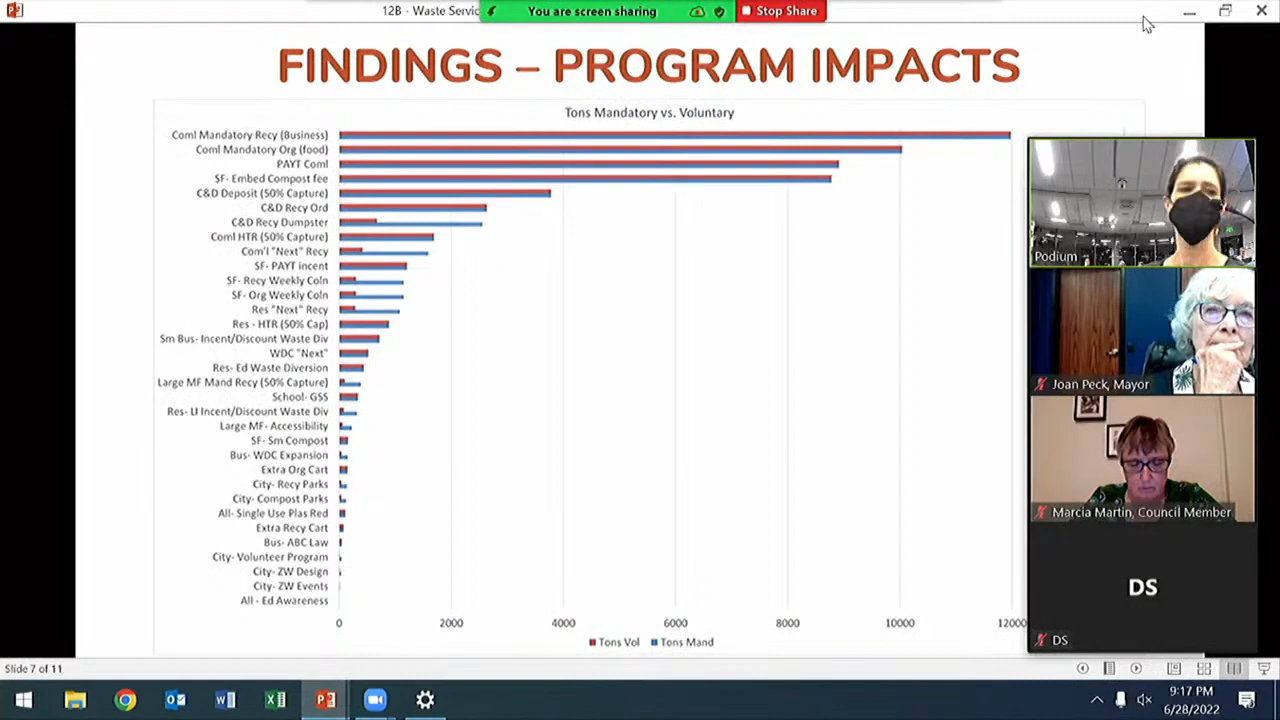 12B - Waste Servic
You are screen sharing
Stop Share
FINDINGS – PROGRAM IMPACTS
Tons Mandatory vs. Voluntary
Coml Mandatory Recy (Business)
Coml Mandatory Org (food)
PAYT Coml
SF- Embed Compost fee
C&D Deposit (50% Capture)
C&D Recy Ord
C&D Recy Dumpster
Coml HTR (50% Capture)
Com'l "Next" Recy
SF- PAYT incent
SF- Recy Weekly Coln
SF- Org Weekly Coln
Res "Next" Recy
Res - HTR (50% Cap)
Sm Bus- Incent/Discount Waste Div
WDC "Next"
Res- Ed Waste Diversion
Large MF Mand Recy (50% Capture)
School- GSS
Res- LI Incent/Discount Waste Div
Large MF- Accessibility
SF- Sm Compost
Bus- WDC Expansion
Extra Org Cart
City- Recy Parks
City- Compost Parks
All- Single Use Plas Red
Extra Recy Cart
Bus- ABC Law
City- Volunteer Program
City- ZW Design
City- ZW Events
All - Ed Awareness
0 2000 4000 6000 8000 10000 12000
Tons Vol Tons Mand
Podium
Joan Peck, Mayor
Marcia Martin, Council Member
DS
DS
Slide 7 of 11
9:17 PM
6/28/2022